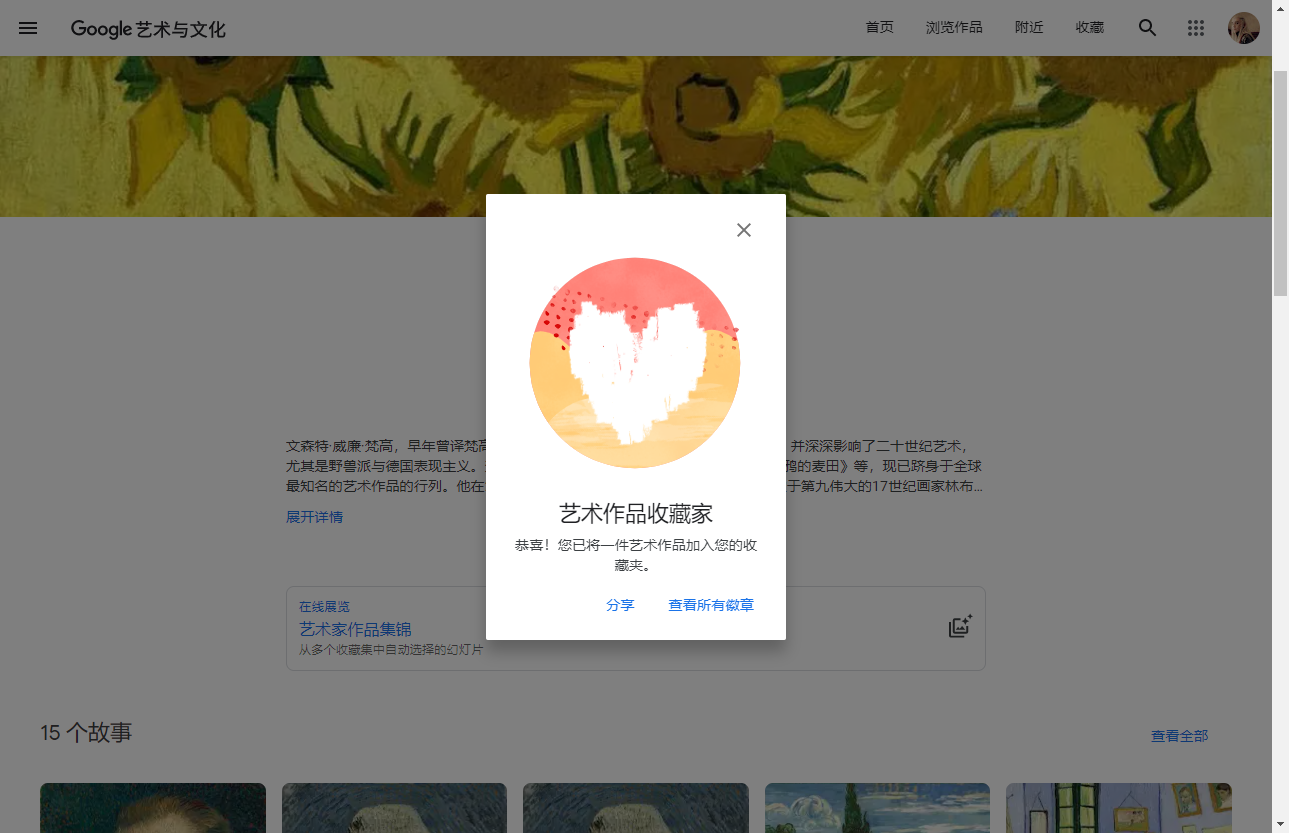 Google 艺术与文化
首页 浏览作品 附近 收藏
文森特·威廉·梵高，早年曾译梵高
并深深影响了二十世纪艺术，
尤其是野兽派与德国表现主义。
鸦的麦田》等，现已跻身于全球
最知名的艺术作品的行列。他在
于第九伟大的17世纪画家林布...
展开详情
艺术作品收藏家
恭喜！您已将一件艺术作品加入您的收
藏夹。
分享 查看所有徽章
在线展览
艺术家作品集锦
从多个收藏集中自动选择的幻灯片
15 个故事
查看全部